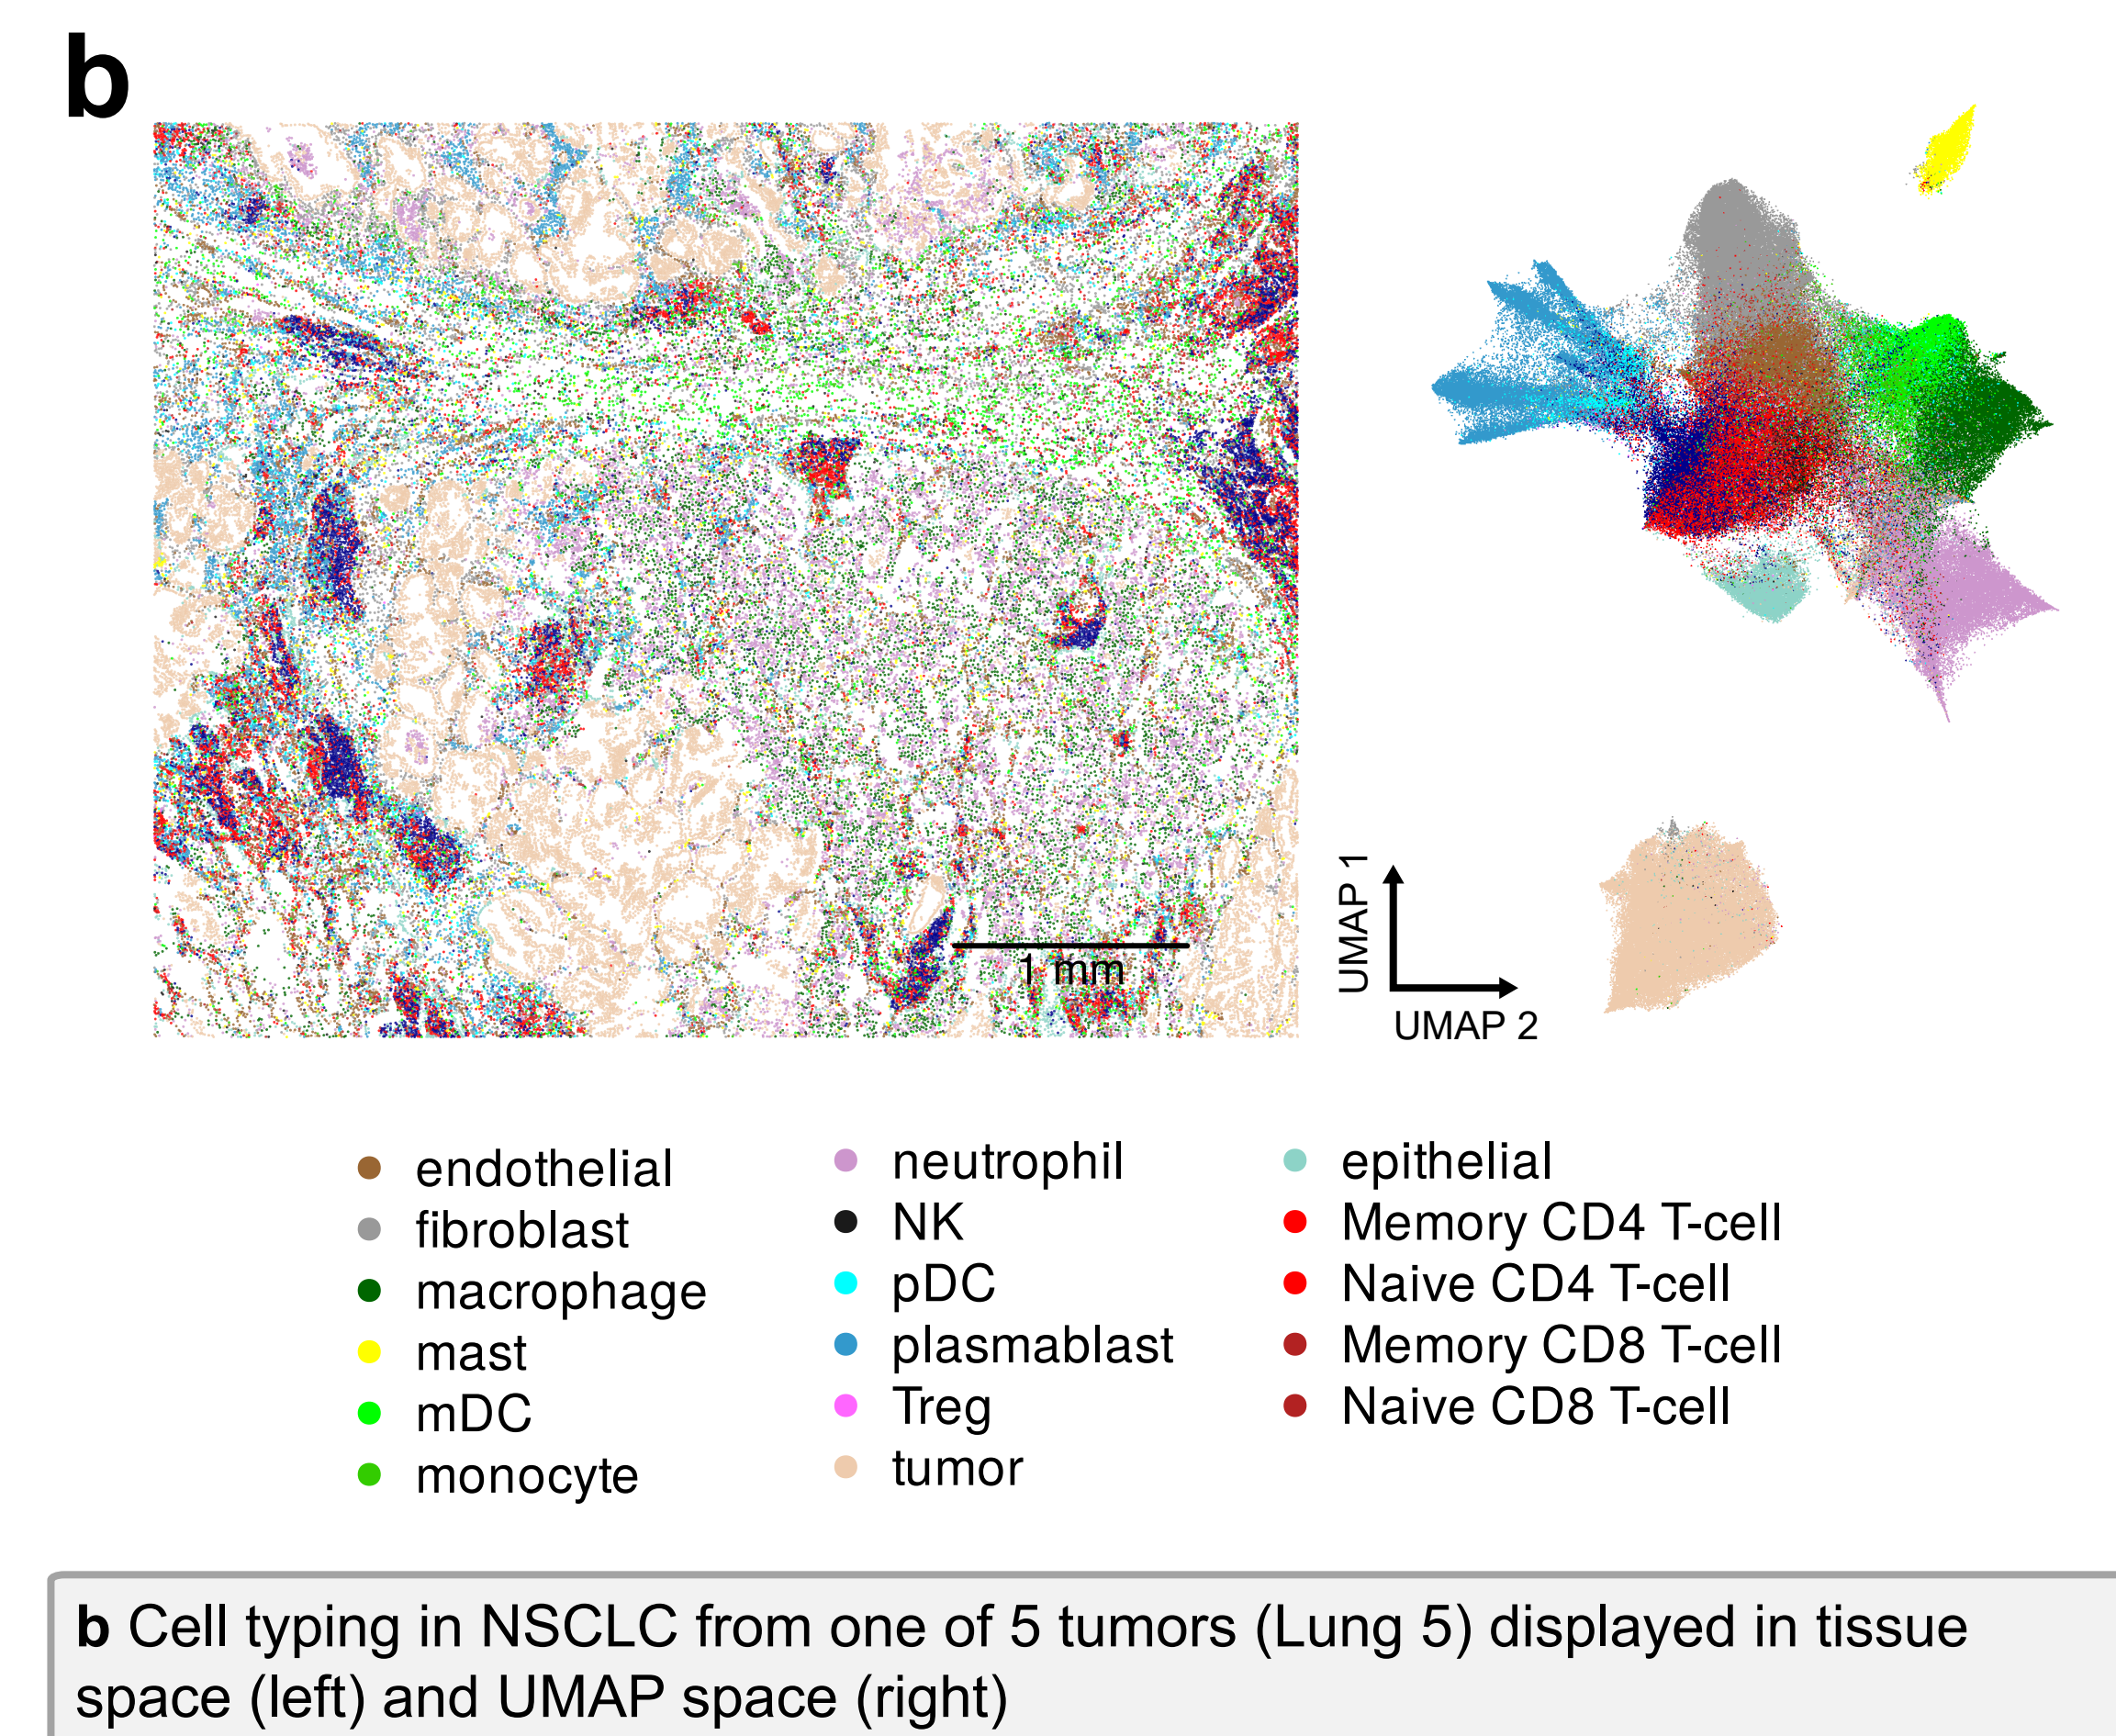 b
1 mm
UMAP 1
UMAP 2
endothelial
fibroblast
macrophage
mast
mDC
monocyte
neutrophil
NK
pDC
plasmablast
Treg
tumor
epithelial
Memory CD4 T-cell
Naive CD4 T-cell
Memory CD8 T-cell
Naive CD8 T-cell
b Cell typing in NSCLC from one of 5 tumors (Lung 5) displayed in tissue
space (left) and UMAP space (right)